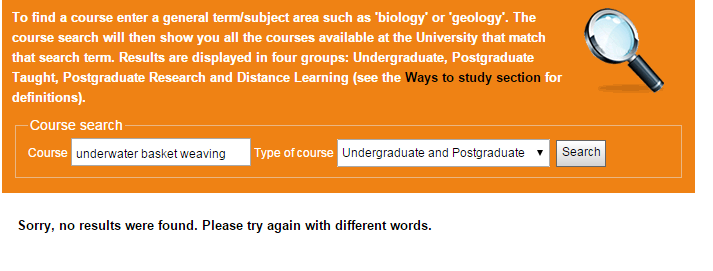 To find a course enter a general term/subject area such as 'biology' or 'geology'. The
course search will then show you all the courses available at the University that match
that search term. Results are displayed in four groups: Undergraduate, Postgraduate
Taught, Postgraduate Research and Distance Learning (see the Ways to study section for
definitions).
Course search
Course underwater basket weaving Type of course Undergraduate and Postgraduate Search
Sorry, no results were found. Please try again with different words.